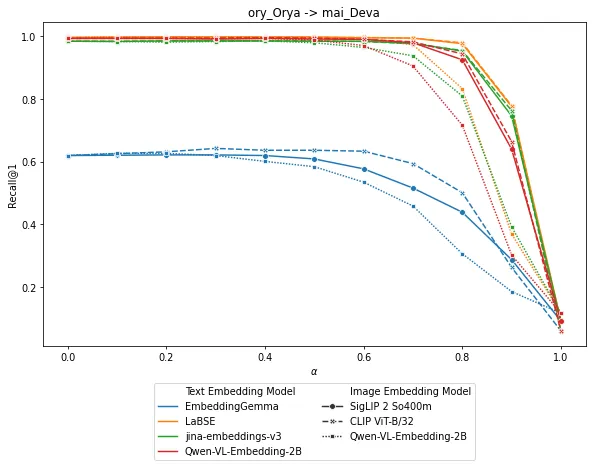 ory_Orya -> mai_Deva
1.0
0.8
0.6
0.4
0.2
Recall@1
0.0 0.2 0.4 0.6 0.8 1.0
α
Text Embedding Model Image Embedding Model
EmbeddingGemma SigLIP 2 So400m
LaBSE CLIP ViT-B/32
jina-embeddings-v3 Qwen-VL-Embedding-2B
Qwen-VL-Embedding-2B